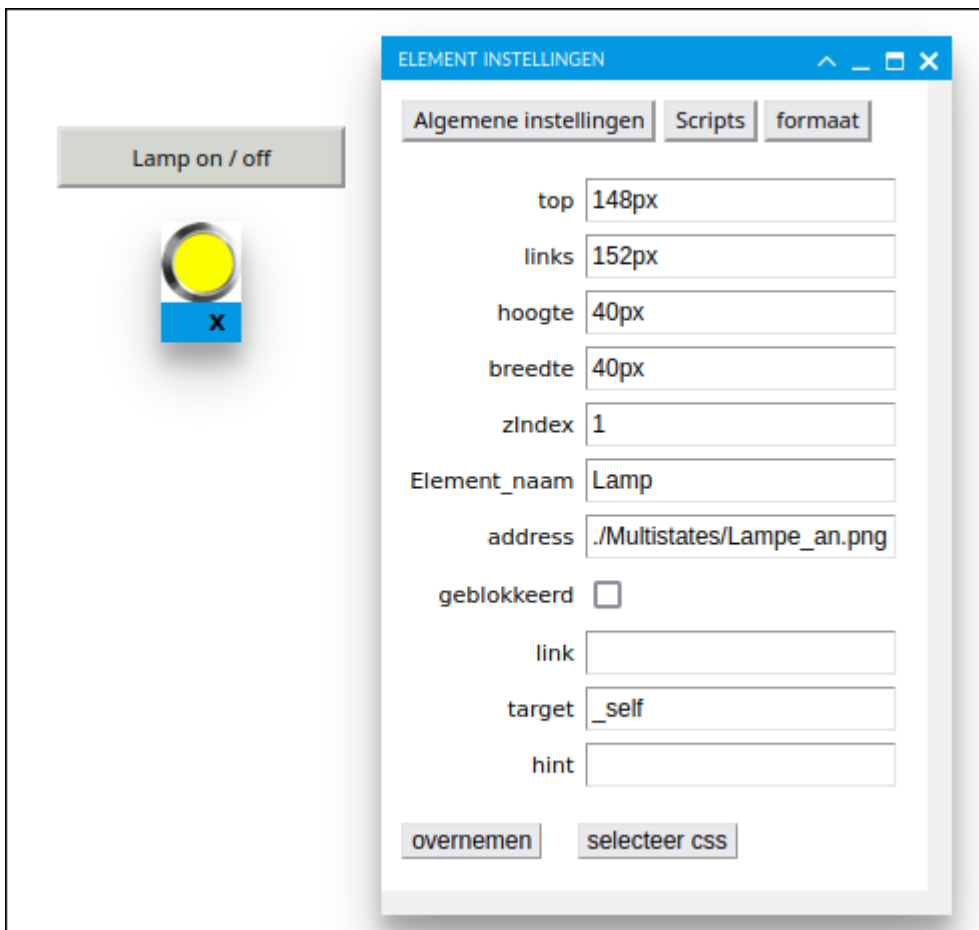 ELEMENT INSTELLINGEN
Algemene instellingen Scripts formaat
Lamp on / off
x
top 148px
links 152px
hoogte 40px
breedte 40px
zIndex 1
Element_naam Lamp
address ./Multistates/Lampe_an.png
geblokkeerd
link
target _self
hint
overnemen selecteer css